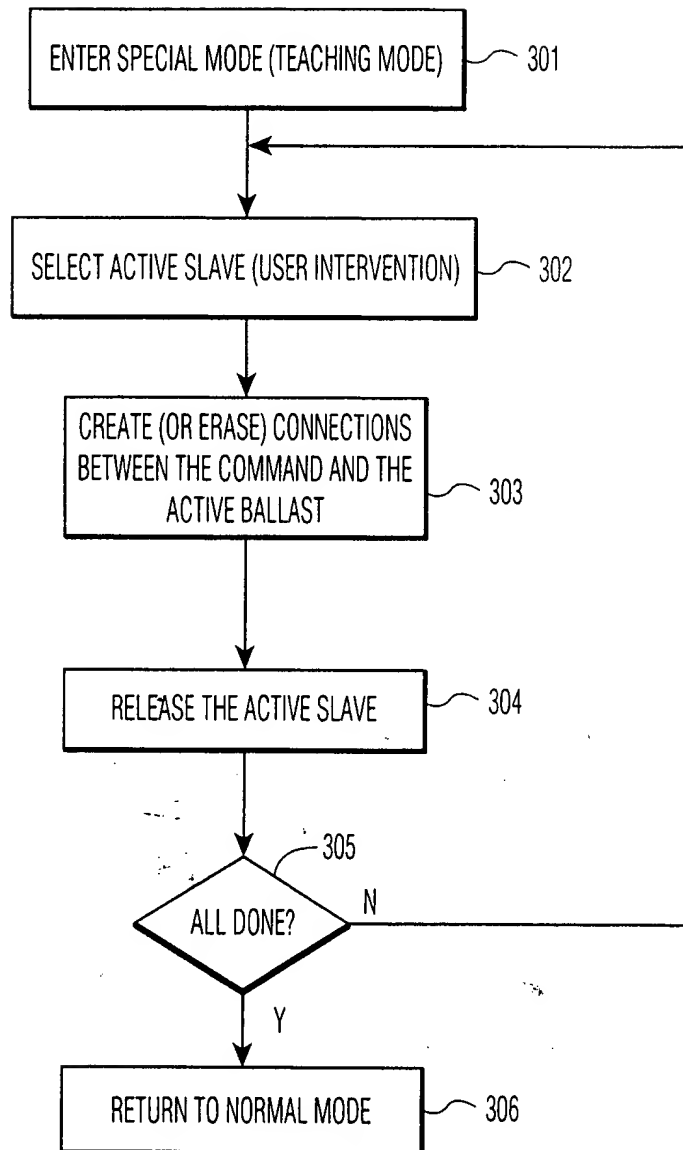 ENTER SPECIAL MODE (TEACHING MODE)
301
SELECT ACTIVE SLAVE (USER INTERVENTION)
302
CREATE (OR ERASE) CONNECTIONS
BETWEEN THE COMMAND AND THE
ACTIVE BALLAST
303
RELEASE THE ACTIVE SLAVE
304
305
ALL DONE?
N
Y
RETURN TO NORMAL MODE
306